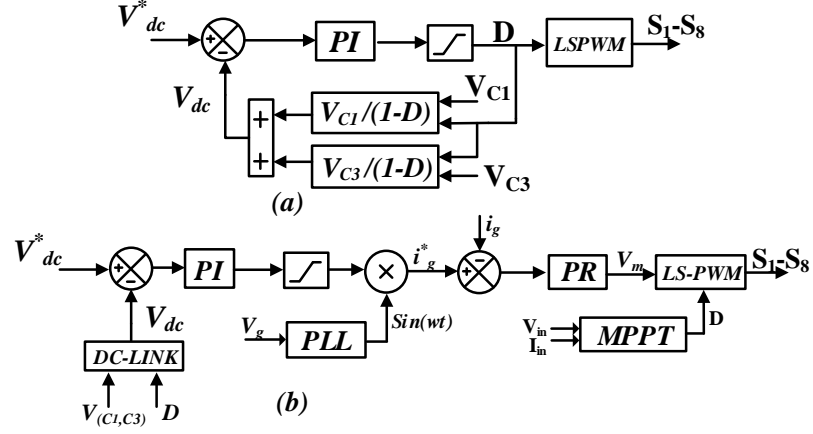 V*dc
+
-
PI
D
LSPWM
S1-S8
Vdc
+
+
VC1/(1-D)
VC1
VC3/(1-D)
VC3
(a)
V*dc
+
-
PI
×
i*g
ig
+
-
PR
Vm
LS-PWM
S1-S8
Vdc
Vg
PLL
Sin(wt)
Vin
Iin
MPPT
D
DC-LINK
V(C1,C3)
D
(b)